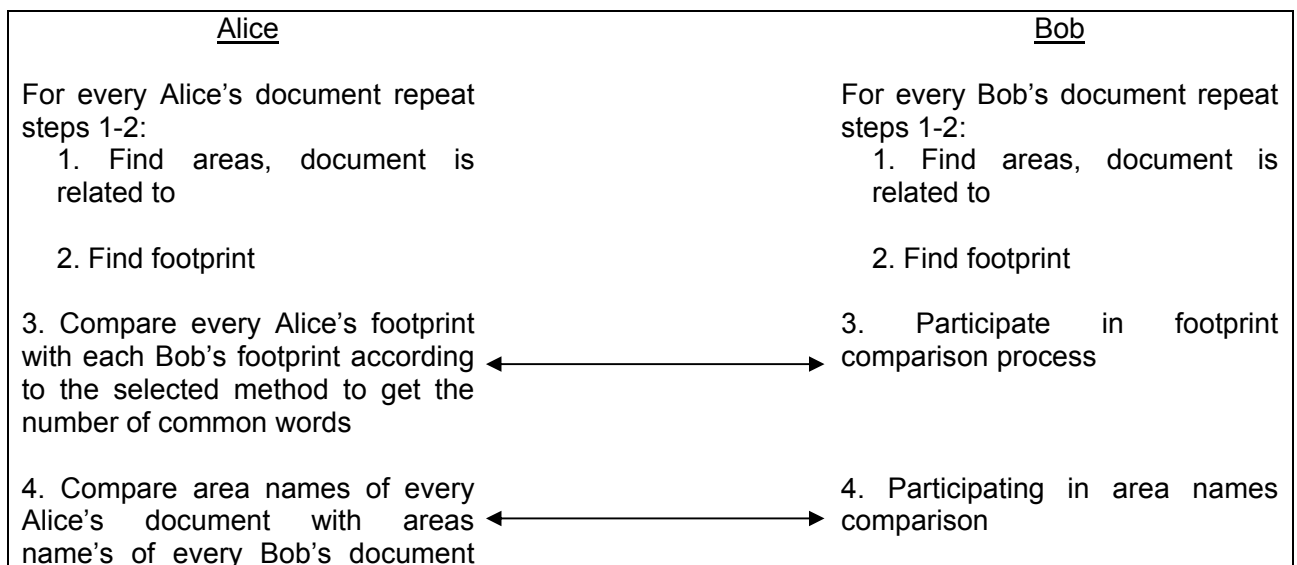 Alice
For every Alice’s document repeat
steps 1-2:
1. Find areas, document is
related to
2. Find footprint
3. Compare every Alice’s footprint
with each Bob’s footprint according
to the selected method to get the
number of common words
4. Compare area names of every
Alice’s document with areas
name’s of every Bob’s document
Bob
For every Bob’s document repeat
steps 1-2:
1. Find areas, document is
related to
2. Find footprint
3. Participate in footprint
comparison process
4. Participating in area names
comparison